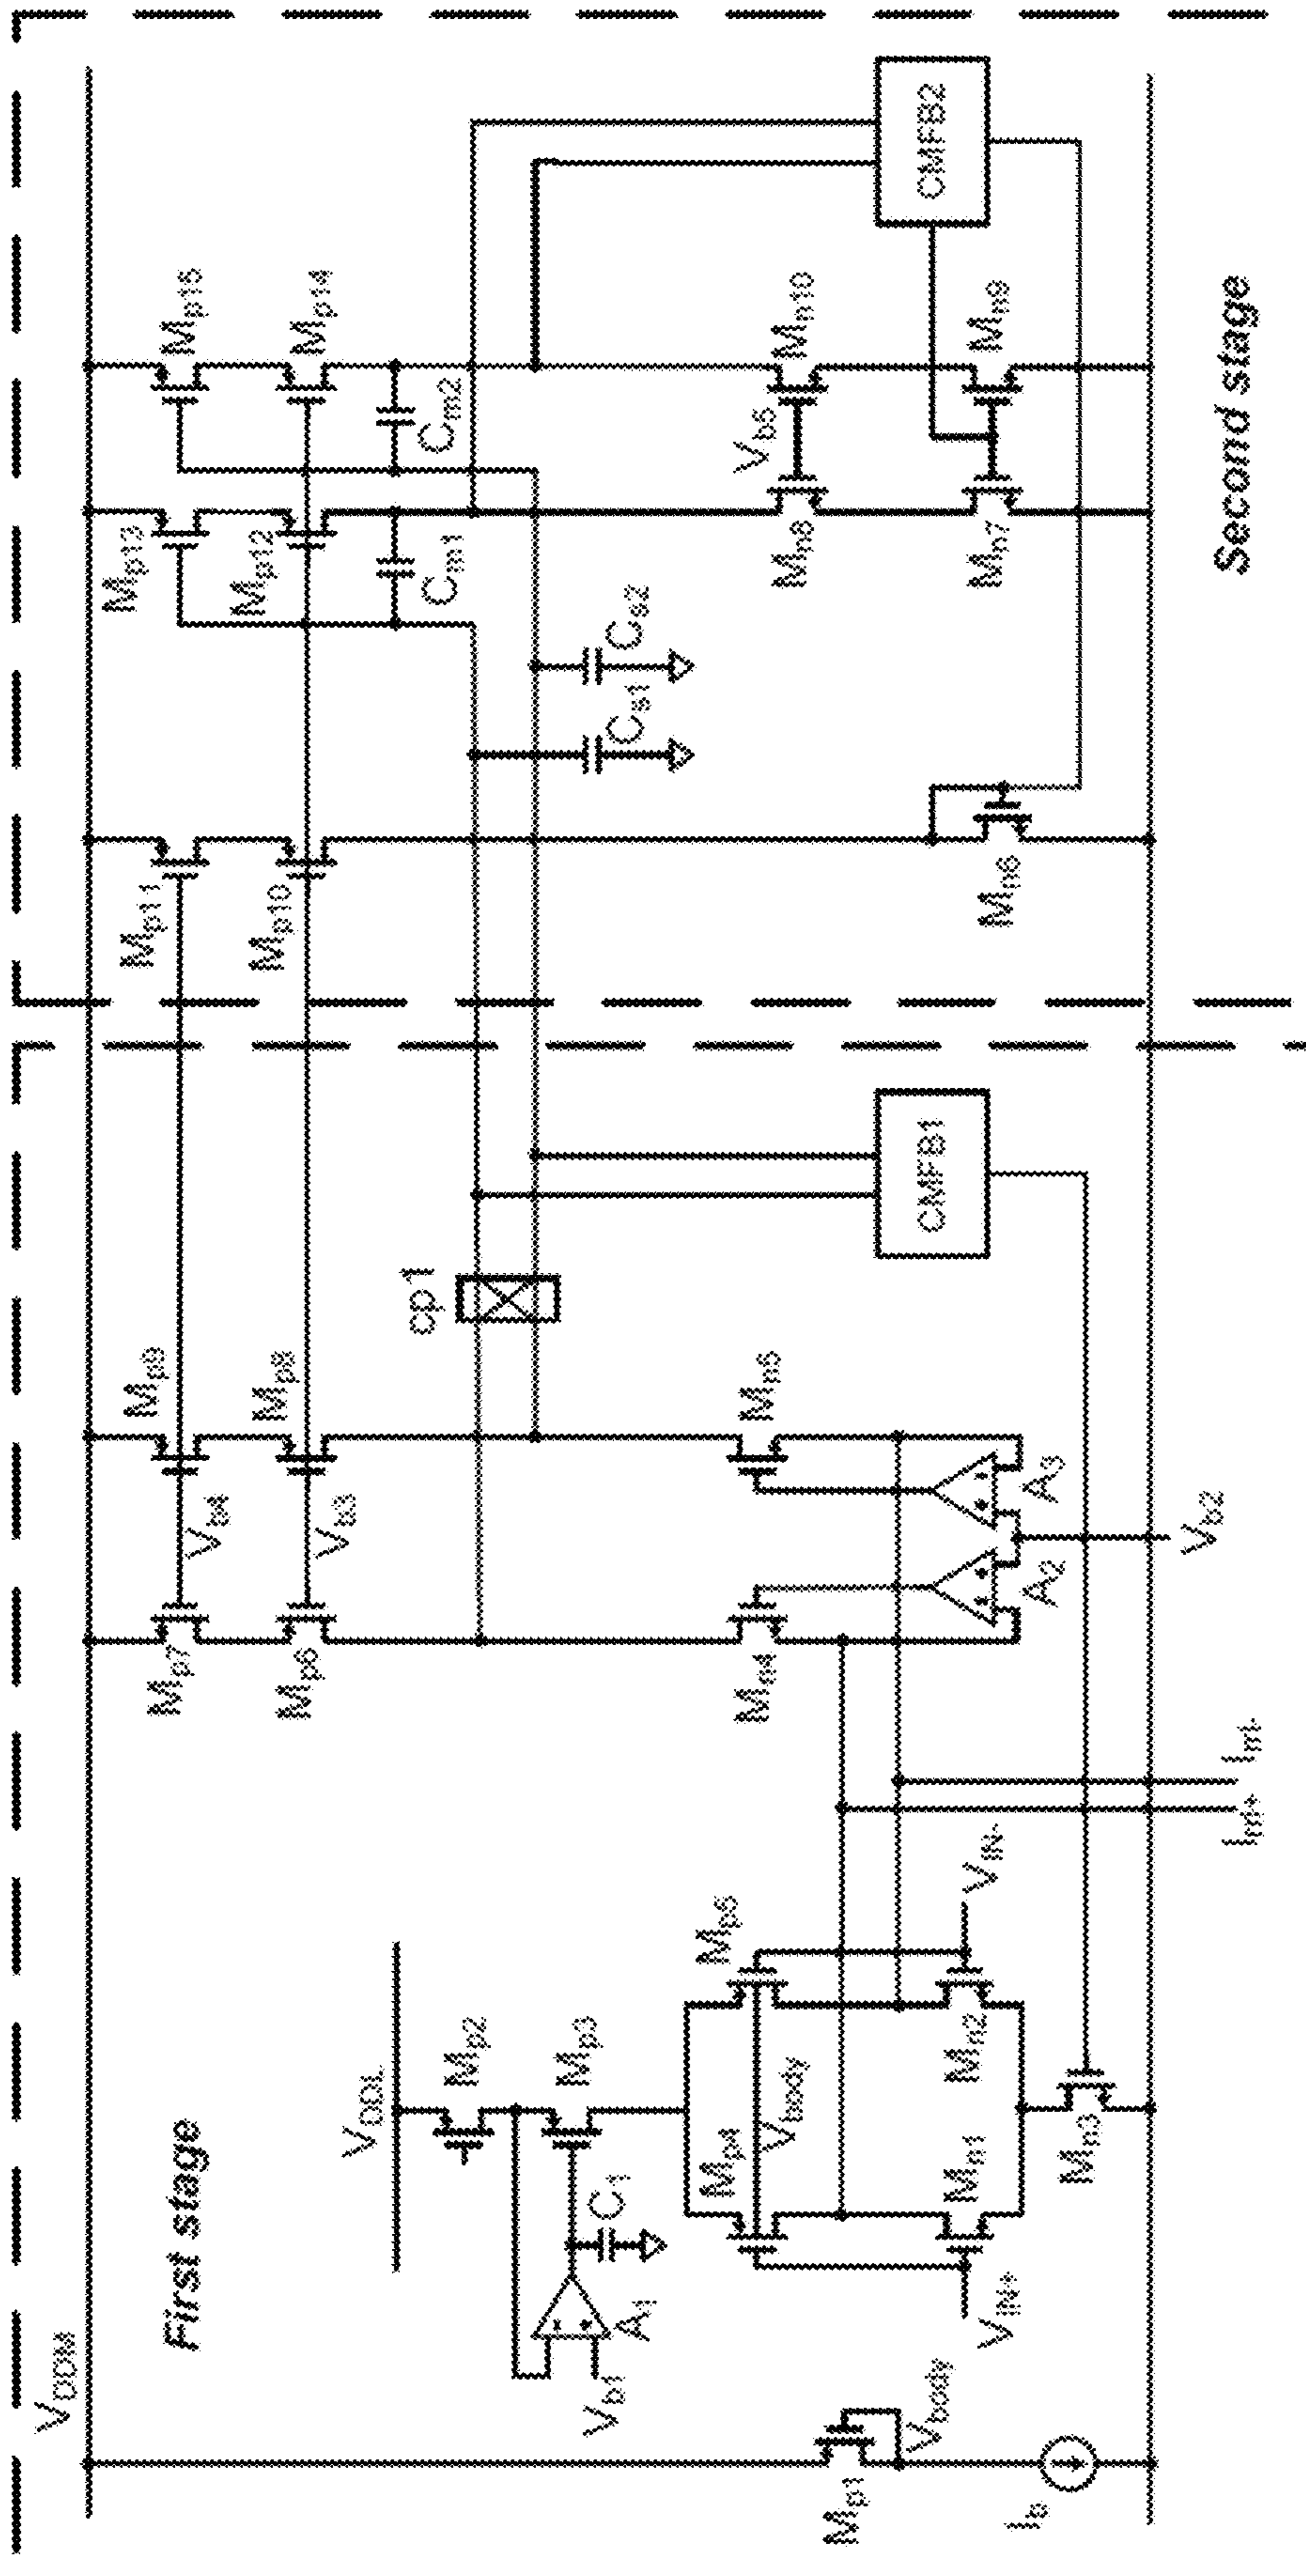 First stage
V_DDM
V_DDL
M_p1
V_body
I_b
V_b1
A_1
C_1
M_p2
M_p3
M_p4
V_body
M_p5
M_n1
M_n2
V_IN+
V_IN-
M_n3
I_m+
I_m-
M_p7
V_b4
M_p9
M_p6
V_b3
M_p8
cp1
M_n4
M_n5
A_2
A_3
V_b2
CMFB1
M_p11
M_p10
M_n6
C_s1
C_s2
M_p13
M_p12
C_m1
M_p15
M_p14
C_m2
M_n8
V_b5
M_n10
M_n7
M_n9
CMFB2
Second stage